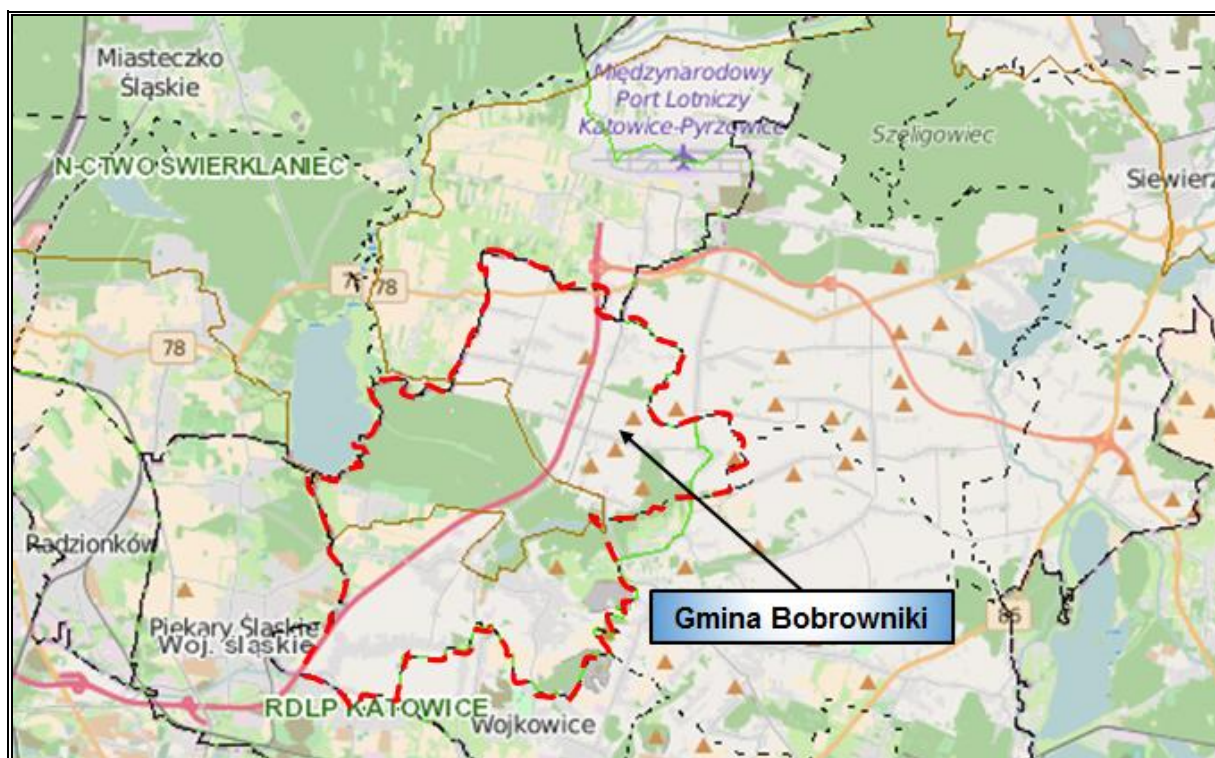 Miasteczko
Śląskie
Międzynarodowy
Port Lotniczy
Katowice-Pyrzowice
Szeligowiec
N-CTWO ŚWIERKLANIEC
Siewierz
78
78
78
Radzionków
Gmina Bobrowniki
86
Piekary Śląskie
Woj. śląskie
RDLP KATOWICE
Wojkowice